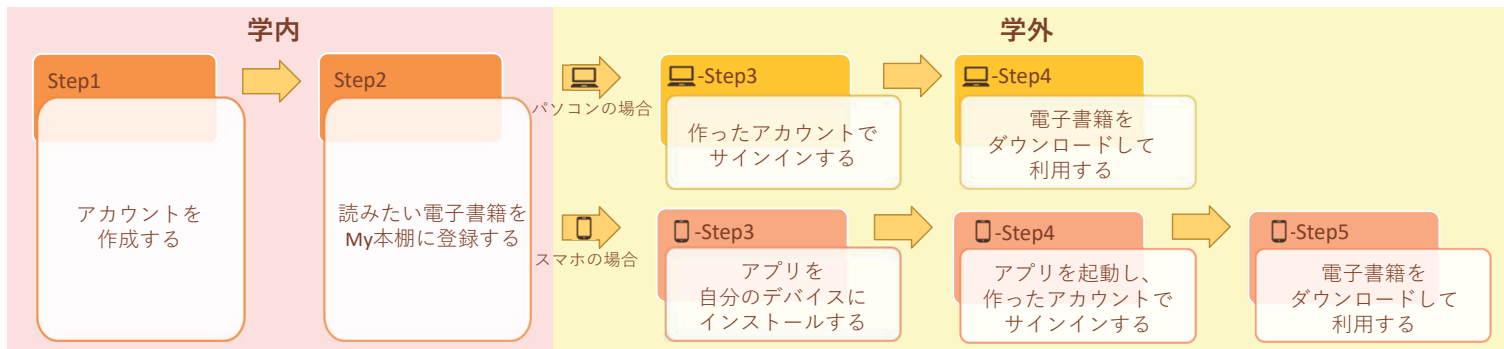 学内
Step1
アカウントを
作成する
Step2
読みたい電子書籍を
My本棚に登録する
学外
パソコンの場合
-Step3
作ったアカウントで
サインインする
-Step4
電子書籍を
ダウンロードして
利用する
スマホの場合
-Step3
アプリを
自分のデバイスに
インストールする
-Step4
アプリを起動し、
作ったアカウントで
サインインする
-Step5
電子書籍を
ダウンロードして
利用する